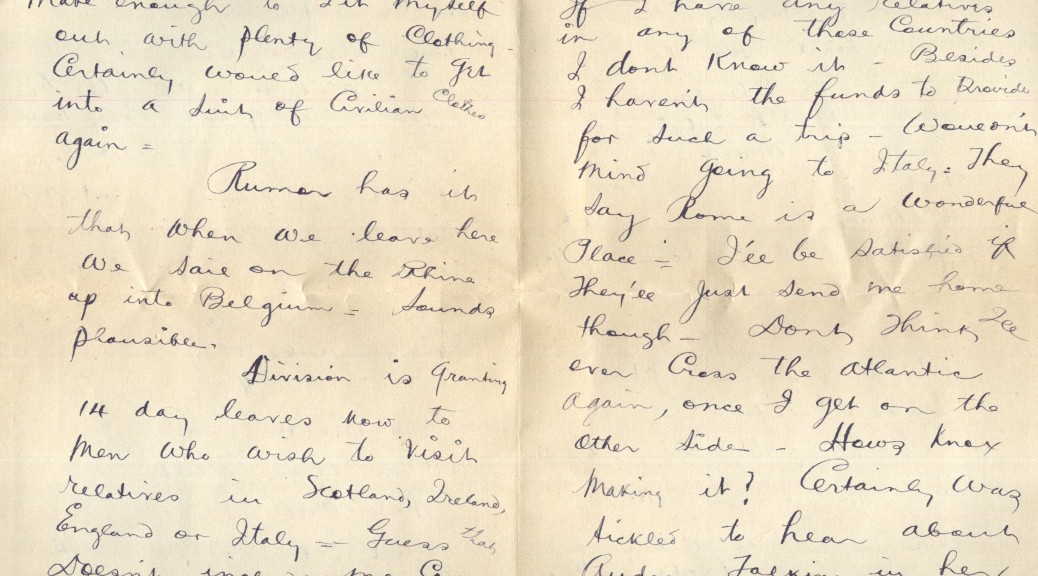 make enough to fit myself
out with plenty of Clothing -
Certainly would like to get
into a suit of Civilian Clothes
again =
Rumor has it
that when we leave here
we sail on the Rhine
up into Belgium = Sounds
plausible.
Division is granting
14 day leaves now to
men who wish to visit
relatives in Scotland, Ireland,
England or Italy = Guess that
Doesn't me
If I have any relatives
in any of those Countries
I dont Know it - Besides
I haven't the funds to Provide
for such a trip - Wouldn't
mind going to Italy = They
say Rome is a wonderful
Place = I'll be satisfied if
They'll just send me home
though - Dont think I'll
ever Cross the Atlantic
again, once I get on the
other side - Hows Knox
making it? Certainly was
tickled to hear about
in her